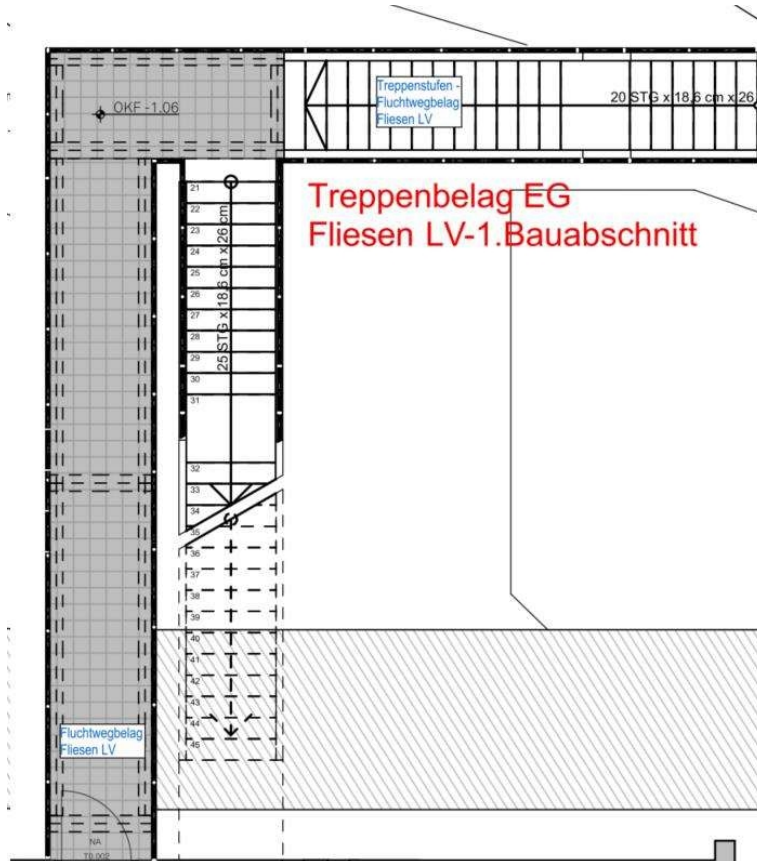 OKF -1.06
Treppenstufen -
Fluchtwegbelag
Fliesen LV
20 STG x 18,6 cm x 26
Treppenbelag EG
Fliesen LV-1.Bauabschnitt
21
22
23
24
25
26
27
28
29
30
31
25 STG x 18,6 cm x 26 cm
32
33
34
35
36
37
38
39
40
41
42
43
44
45
Fluchtwegbelag
Fliesen LV
NA
T0.002